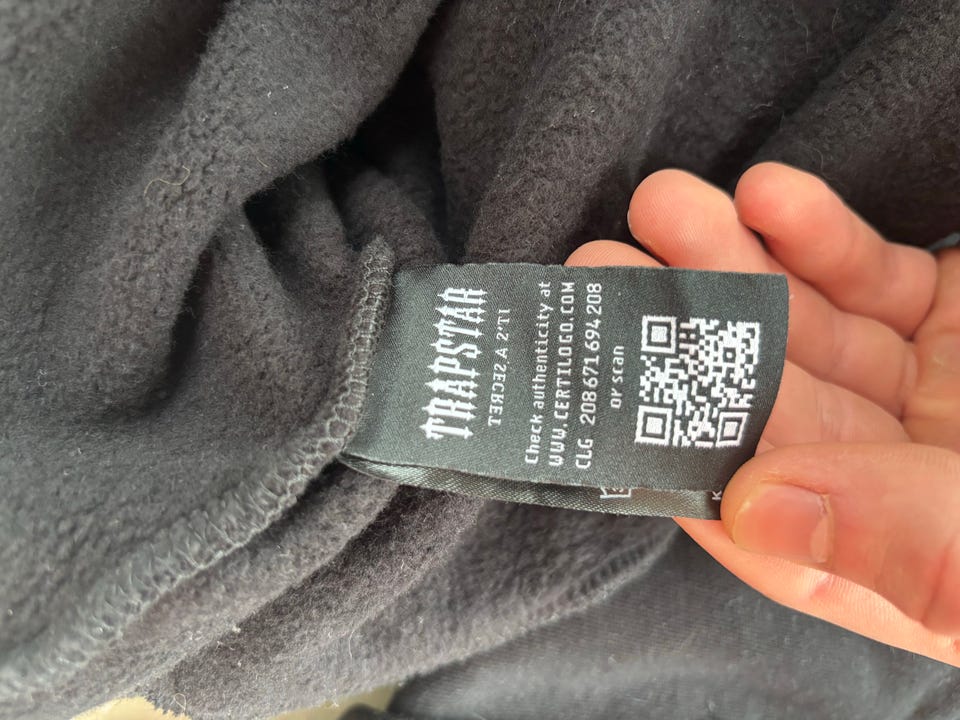 TRAPSTAR
IT'S A SECRET
Check authenticity at
WWW.CERTILOGO.COM
CLG 208 671 694 208
or scan
K